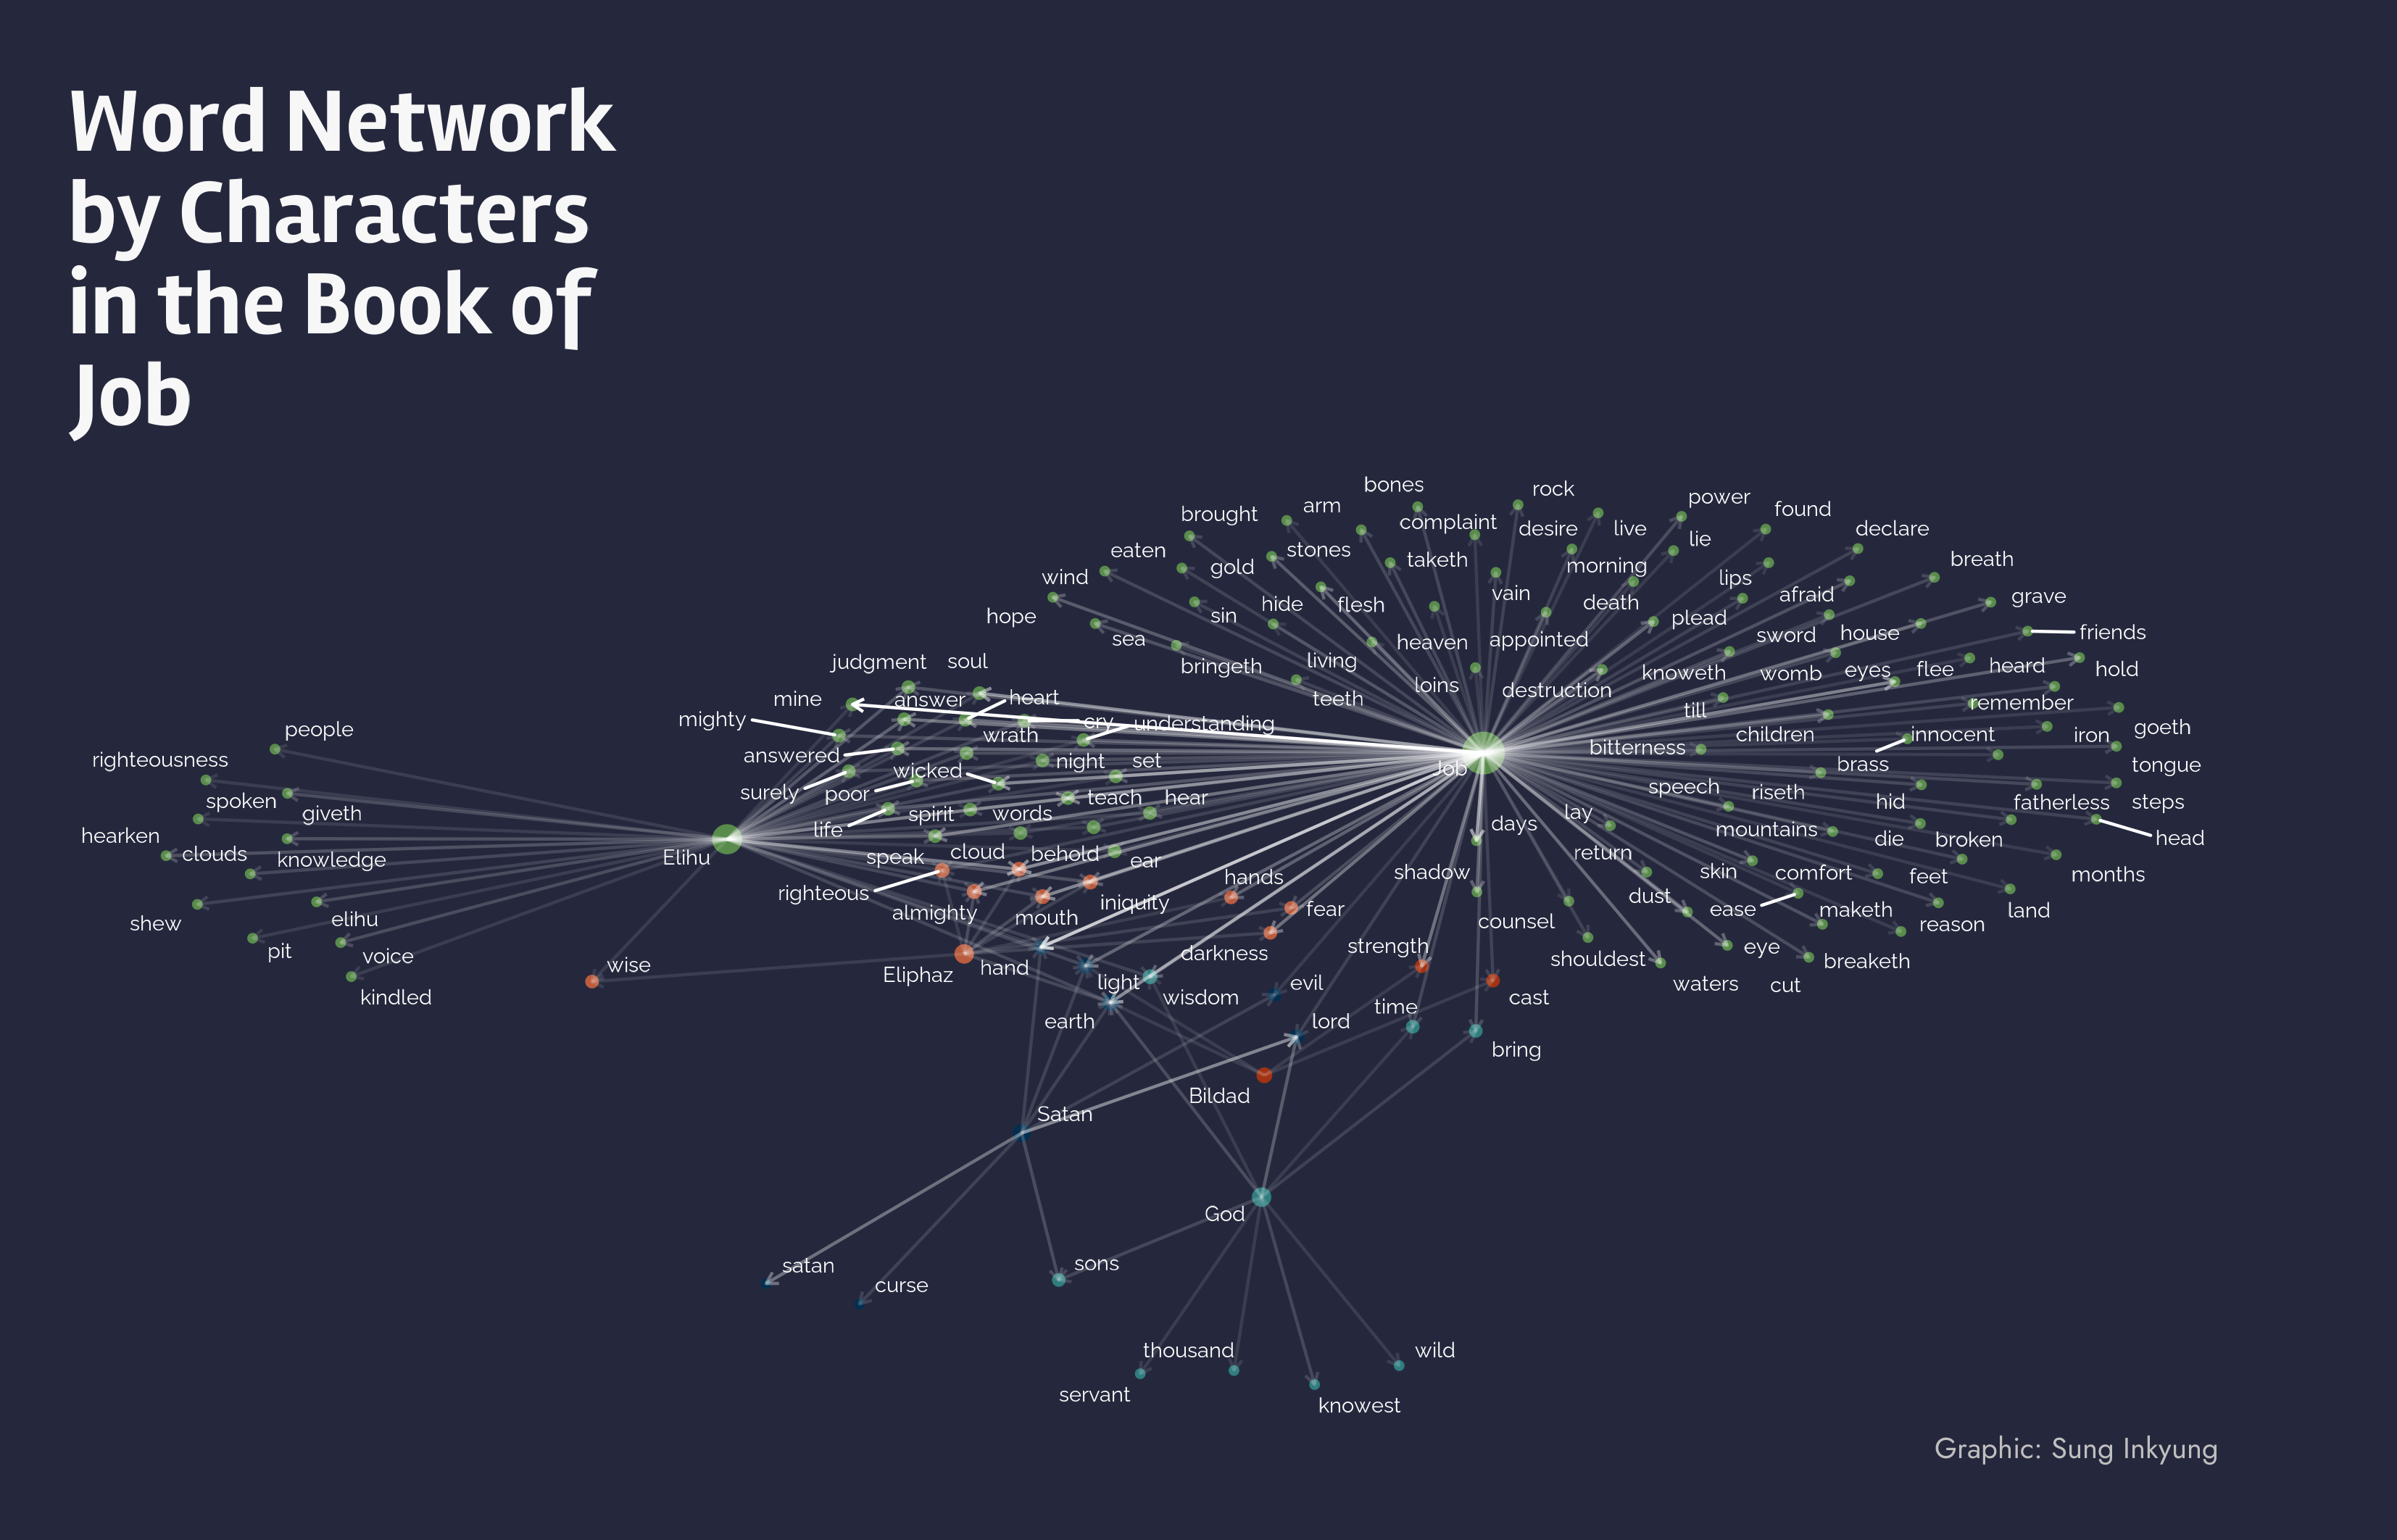 Word Network
by Characters
in the Book of
Job
bones
rock
power
arm
found
brought
complaint
desire
live
declare
lie
eaten
stones
taketh
breath
gold
morning
wind
lips
vain
afraid
grave
hide
flesh
death
hope
sin
plead
friends
sea
heaven
appointed
sword
house
judgment
soul
bringeth
living
knoweth
womb
eyes
flee
heard
hold
mine
answer
heart
teeth
loins
destruction
remember
mighty
cry
understanding
till
people
wrath
children
innocent
iron
goeth
righteousness
answered
night
set
bitterness
wicked
Job
brass
tongue
surely
poor
teach
hear
speech
riseth
hid
fatherless
steps
spoken
giveth
life
spirit
words
lay
days
mountains
die
broken
head
hearken
clouds
knowledge
Elihu
speak
cloud
behold
ear
return
shadow
skin
comfort
feet
months
righteous
hands
iniquity
dust
ease
maketh
land
shew
elihu
almighty
mouth
fear
counsel
reason
pit
voice
strength
eye
darkness
shouldest
breaketh
wise
Eliphaz
hand
light
evil
waters
cut
kindled
wisdom
time
cast
earth
lord
bring
Bildad
Satan
God
satan
sons
curse
thousand
wild
servant
knowest
Graphic: Sung Inkyung